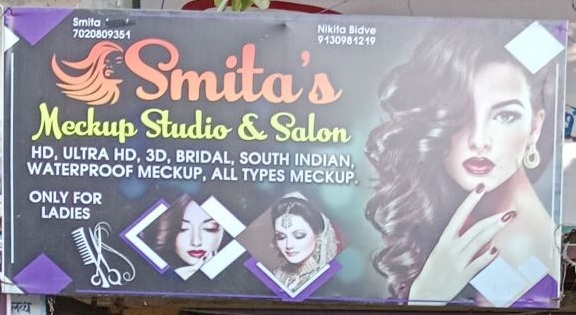 Smita
7020809351
Nikita Bidve
9130981219
Smita's
Meckup Studio & Salon
HD, ULTRA HD, 3D, BRIDAL, SOUTH INDIAN,
WATERPROOF MECKUP, ALL TYPES MECKUP.
ONLY FOR
LADIES